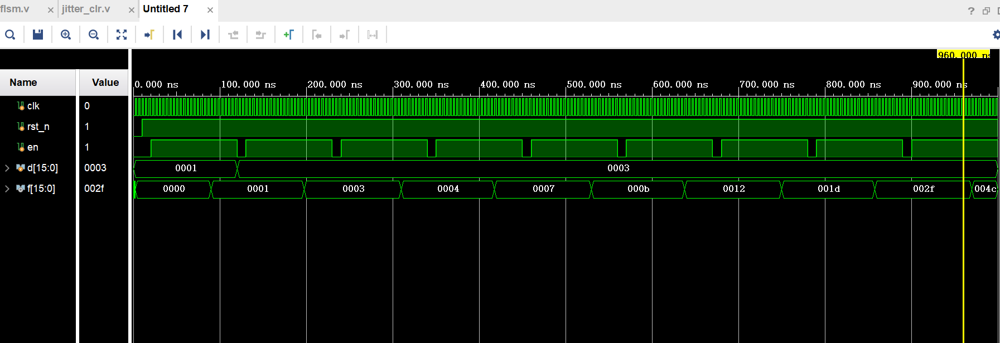 flsm.v × jitter_clr.v × Untitled 7 × ?
960.000 ns
Name Value 0.000 ns 100.000 ns 200.000 ns 300.000 ns 400.000 ns 500.000 ns 600.000 ns 700.000 ns 800.000 ns 900.000 ns
clk 0
rst_n 1
en 1
d[15:0] 0003 0001 0003
f[15:0] 002f 0000 0001 0003 0004 0007 000b 0012 001d 002f 004c